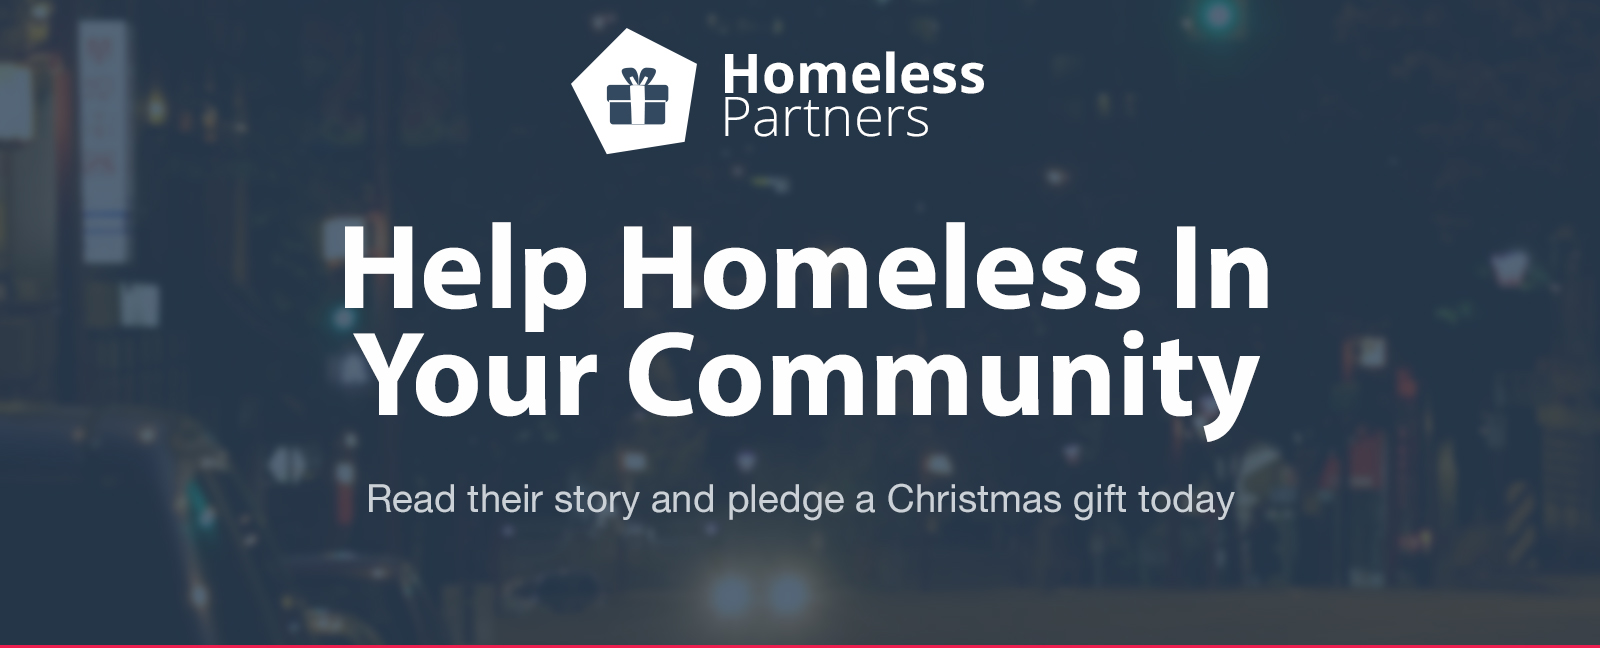 Homeless
Partners
Help Homeless In
Your Community
Read their story and pledge a Christmas gift today